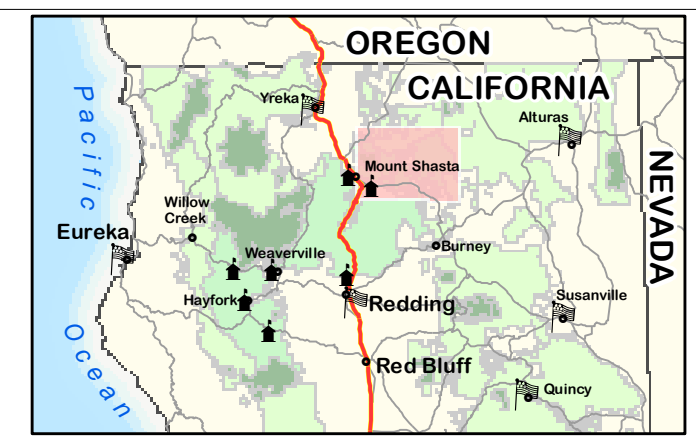 OREGON
CALIFORNIA
NEVADA
Pacific
Ocean
Yreka
Alturas
Mount Shasta
Willow
Creek
Eureka
Weaverville
Burney
Hayfork
Redding
Susanville
Red Bluff
Quincy